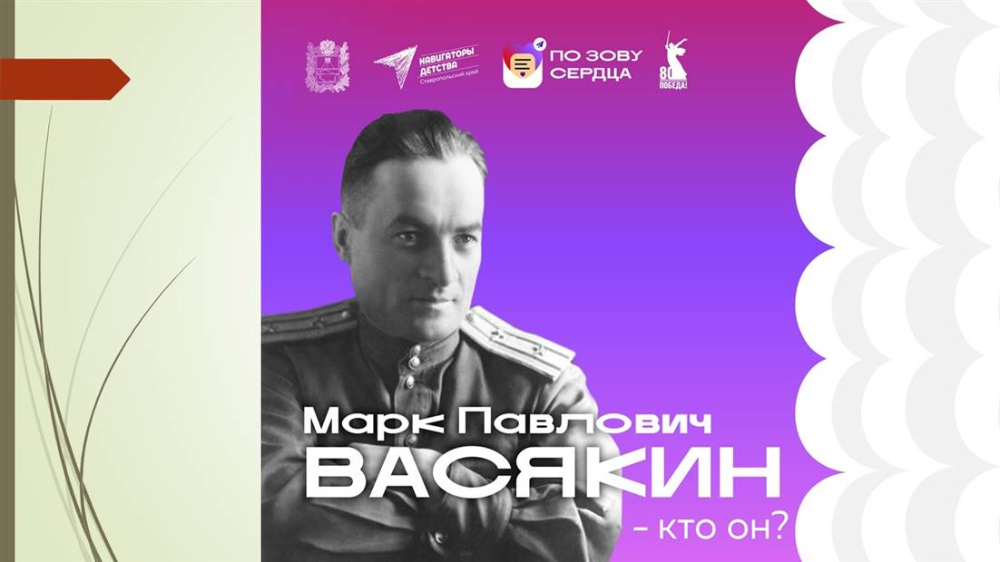 НАВИГАТОРЫ
ДЕТСТВА
Ставропольский край
ПО ЗОВУ
СЕРДЦА
80
ПОБЕДА!
Марк Павлович
ВАСЯКИН
- кто он?